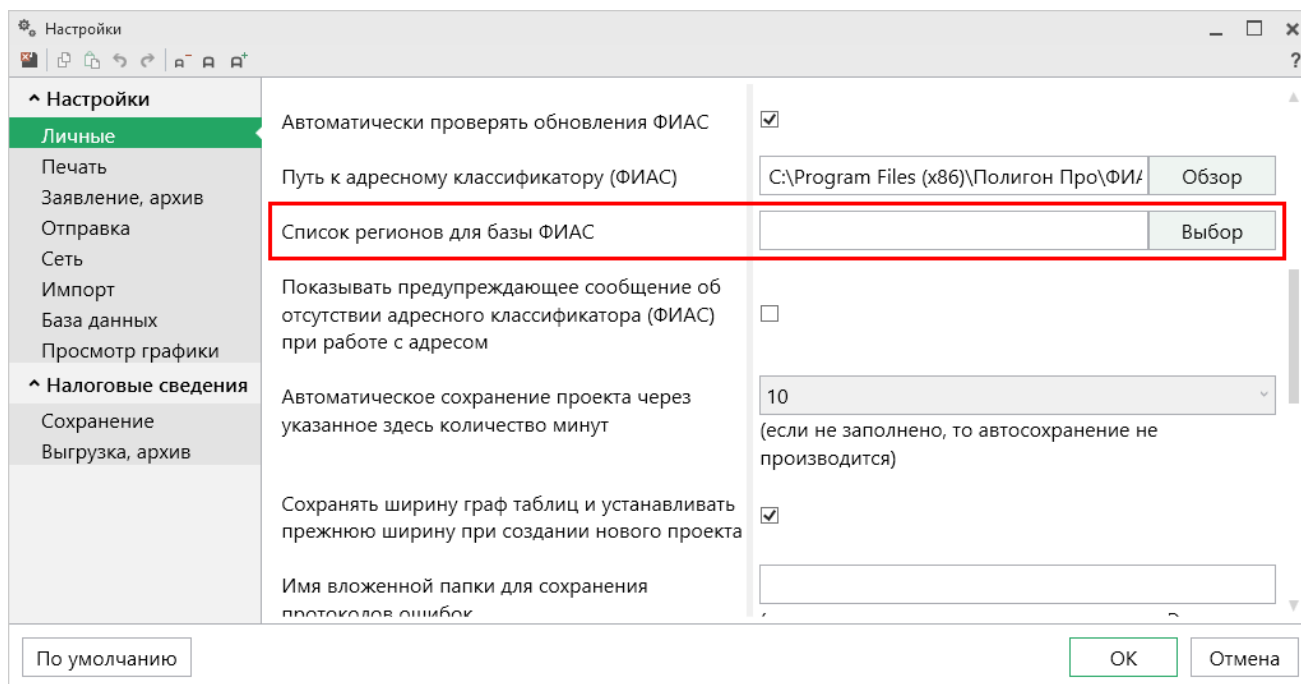 Настройки
?
Настройки
Личные
Печать
Заявление, архив
Отправка
Сеть
Импорт
База данных
Просмотр графики
Налоговые сведения
Сохранение
Выгрузка, архив
Автоматически проверять обновления ФИАС
Путь к адресному классификатору (ФИАС)
C:\Program Files (x86)\Полигон Про\ФИА
Обзор
Список регионов для базы ФИАС
Выбор
Показывать предупреждающее сообщение об
отсутствии адресного классификатора (ФИАС)
при работе с адресом
Автоматическое сохранение проекта через
указанное здесь количество минут
10
(если не заполнено, то автосохранение не
производится)
Сохранять ширину граф таблиц и устанавливать
прежнюю ширину при создании нового проекта
Имя вложенной папки для сохранения
протоколов ошибок
По умолчанию
ОК
Отмена